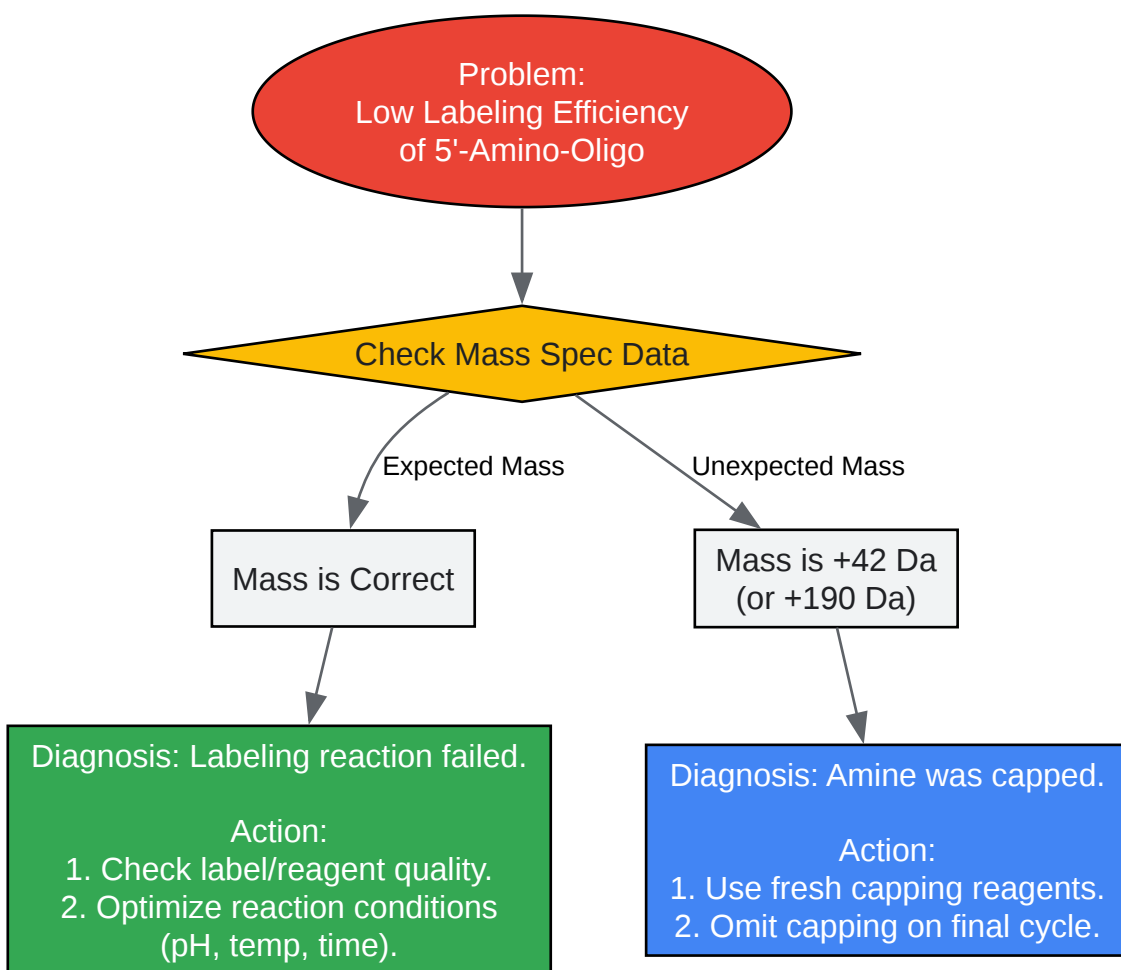 Problem:
Low Labeling Efficiency
of 5'-Amino-Oligo
Check Mass Spec Data
Expected Mass
Unexpected Mass
Mass is Correct
Mass is +42 Da
(or +190 Da)
Diagnosis: Labeling reaction failed.
Action:
1. Check label/reagent quality.
2. Optimize reaction conditions
(pH, temp, time).
Diagnosis: Amine was capped.
Action:
1. Use fresh capping reagents.
2. Omit capping on final cycle.